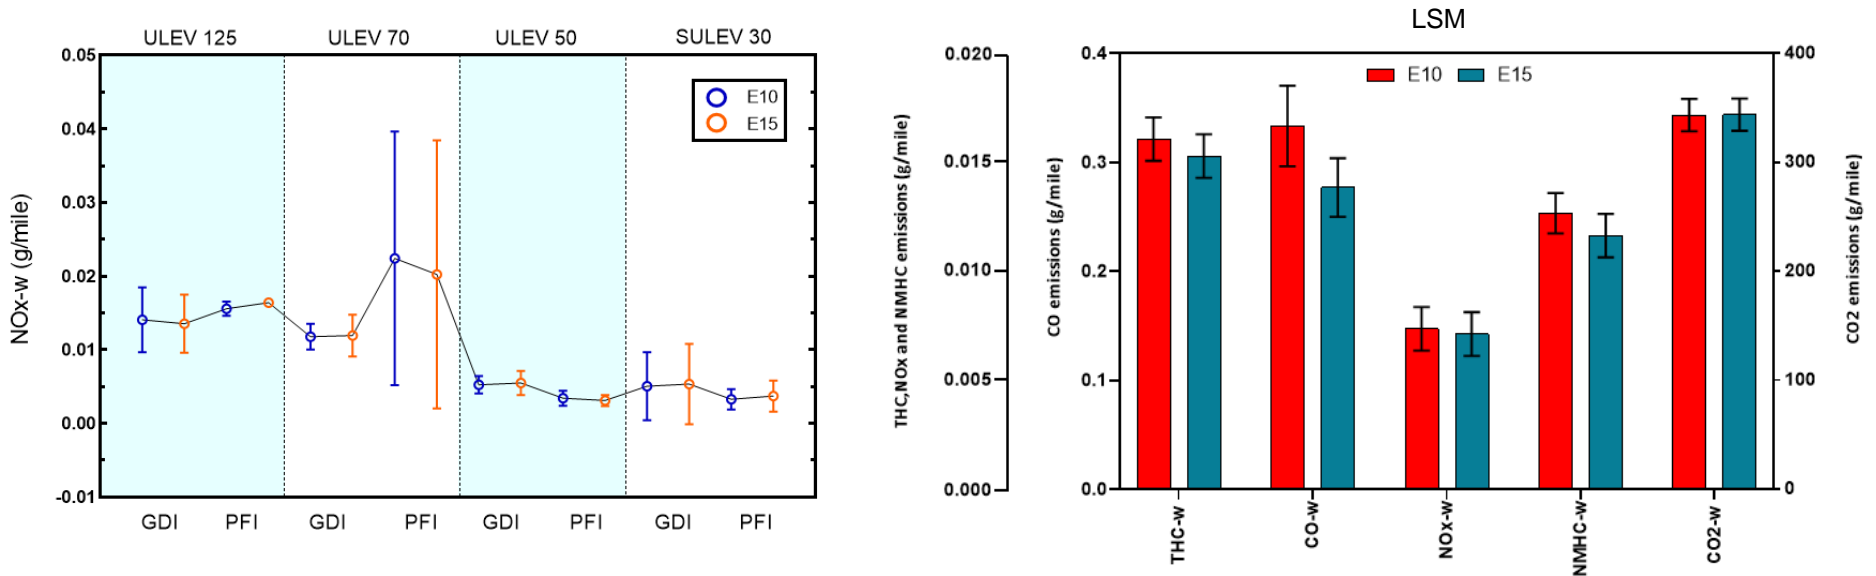 ULEV 125 ULEV 70 ULEV 50 SULEV 30
0.05
0.04
0.03
0.02
0.01
0.00
-0.01
NOx-w (g/mile)
E10
E15
GDI PFI GDI PFI GDI PFI GDI PFI
LSM
THC,NOx and NMHC emissions (g/mile)
0.020
0.015
0.010
0.005
0.000
CO emissions (g/mile)
0.4
0.3
0.2
0.1
0.0
E10 E15
400
300
200
100
0
CO2 emissions (g/mile)
THC-w
CO-w
NOx-w
NMHC-w
CO2-w